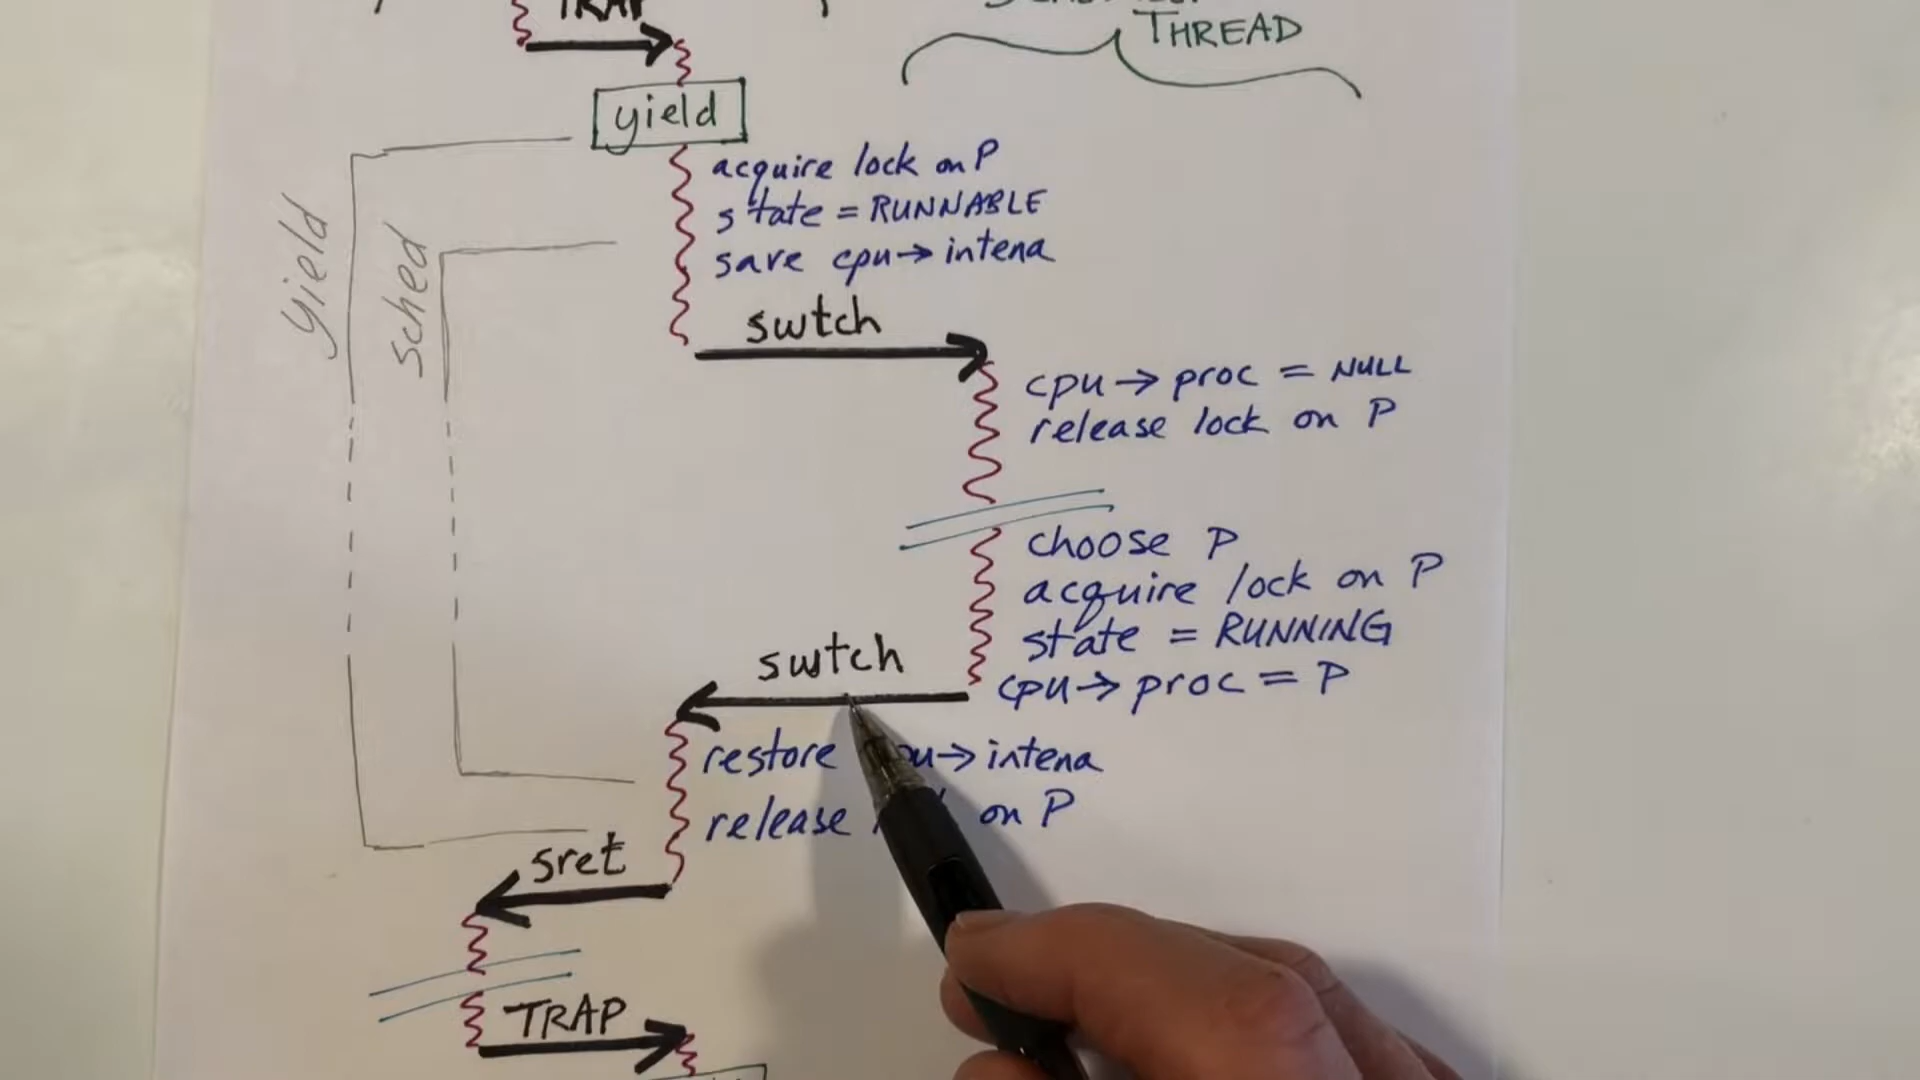 TRAP
THREAD
yield
acquire lock on P
state = RUNNABLE
save cpu → intena
yield
sched
swtch
cpu → proc = NULL
release lock on P
choose P
acquire lock on P
state = RUNNING
cpu → proc = P
swtch
restore → intena
release on P
sret
TRAP